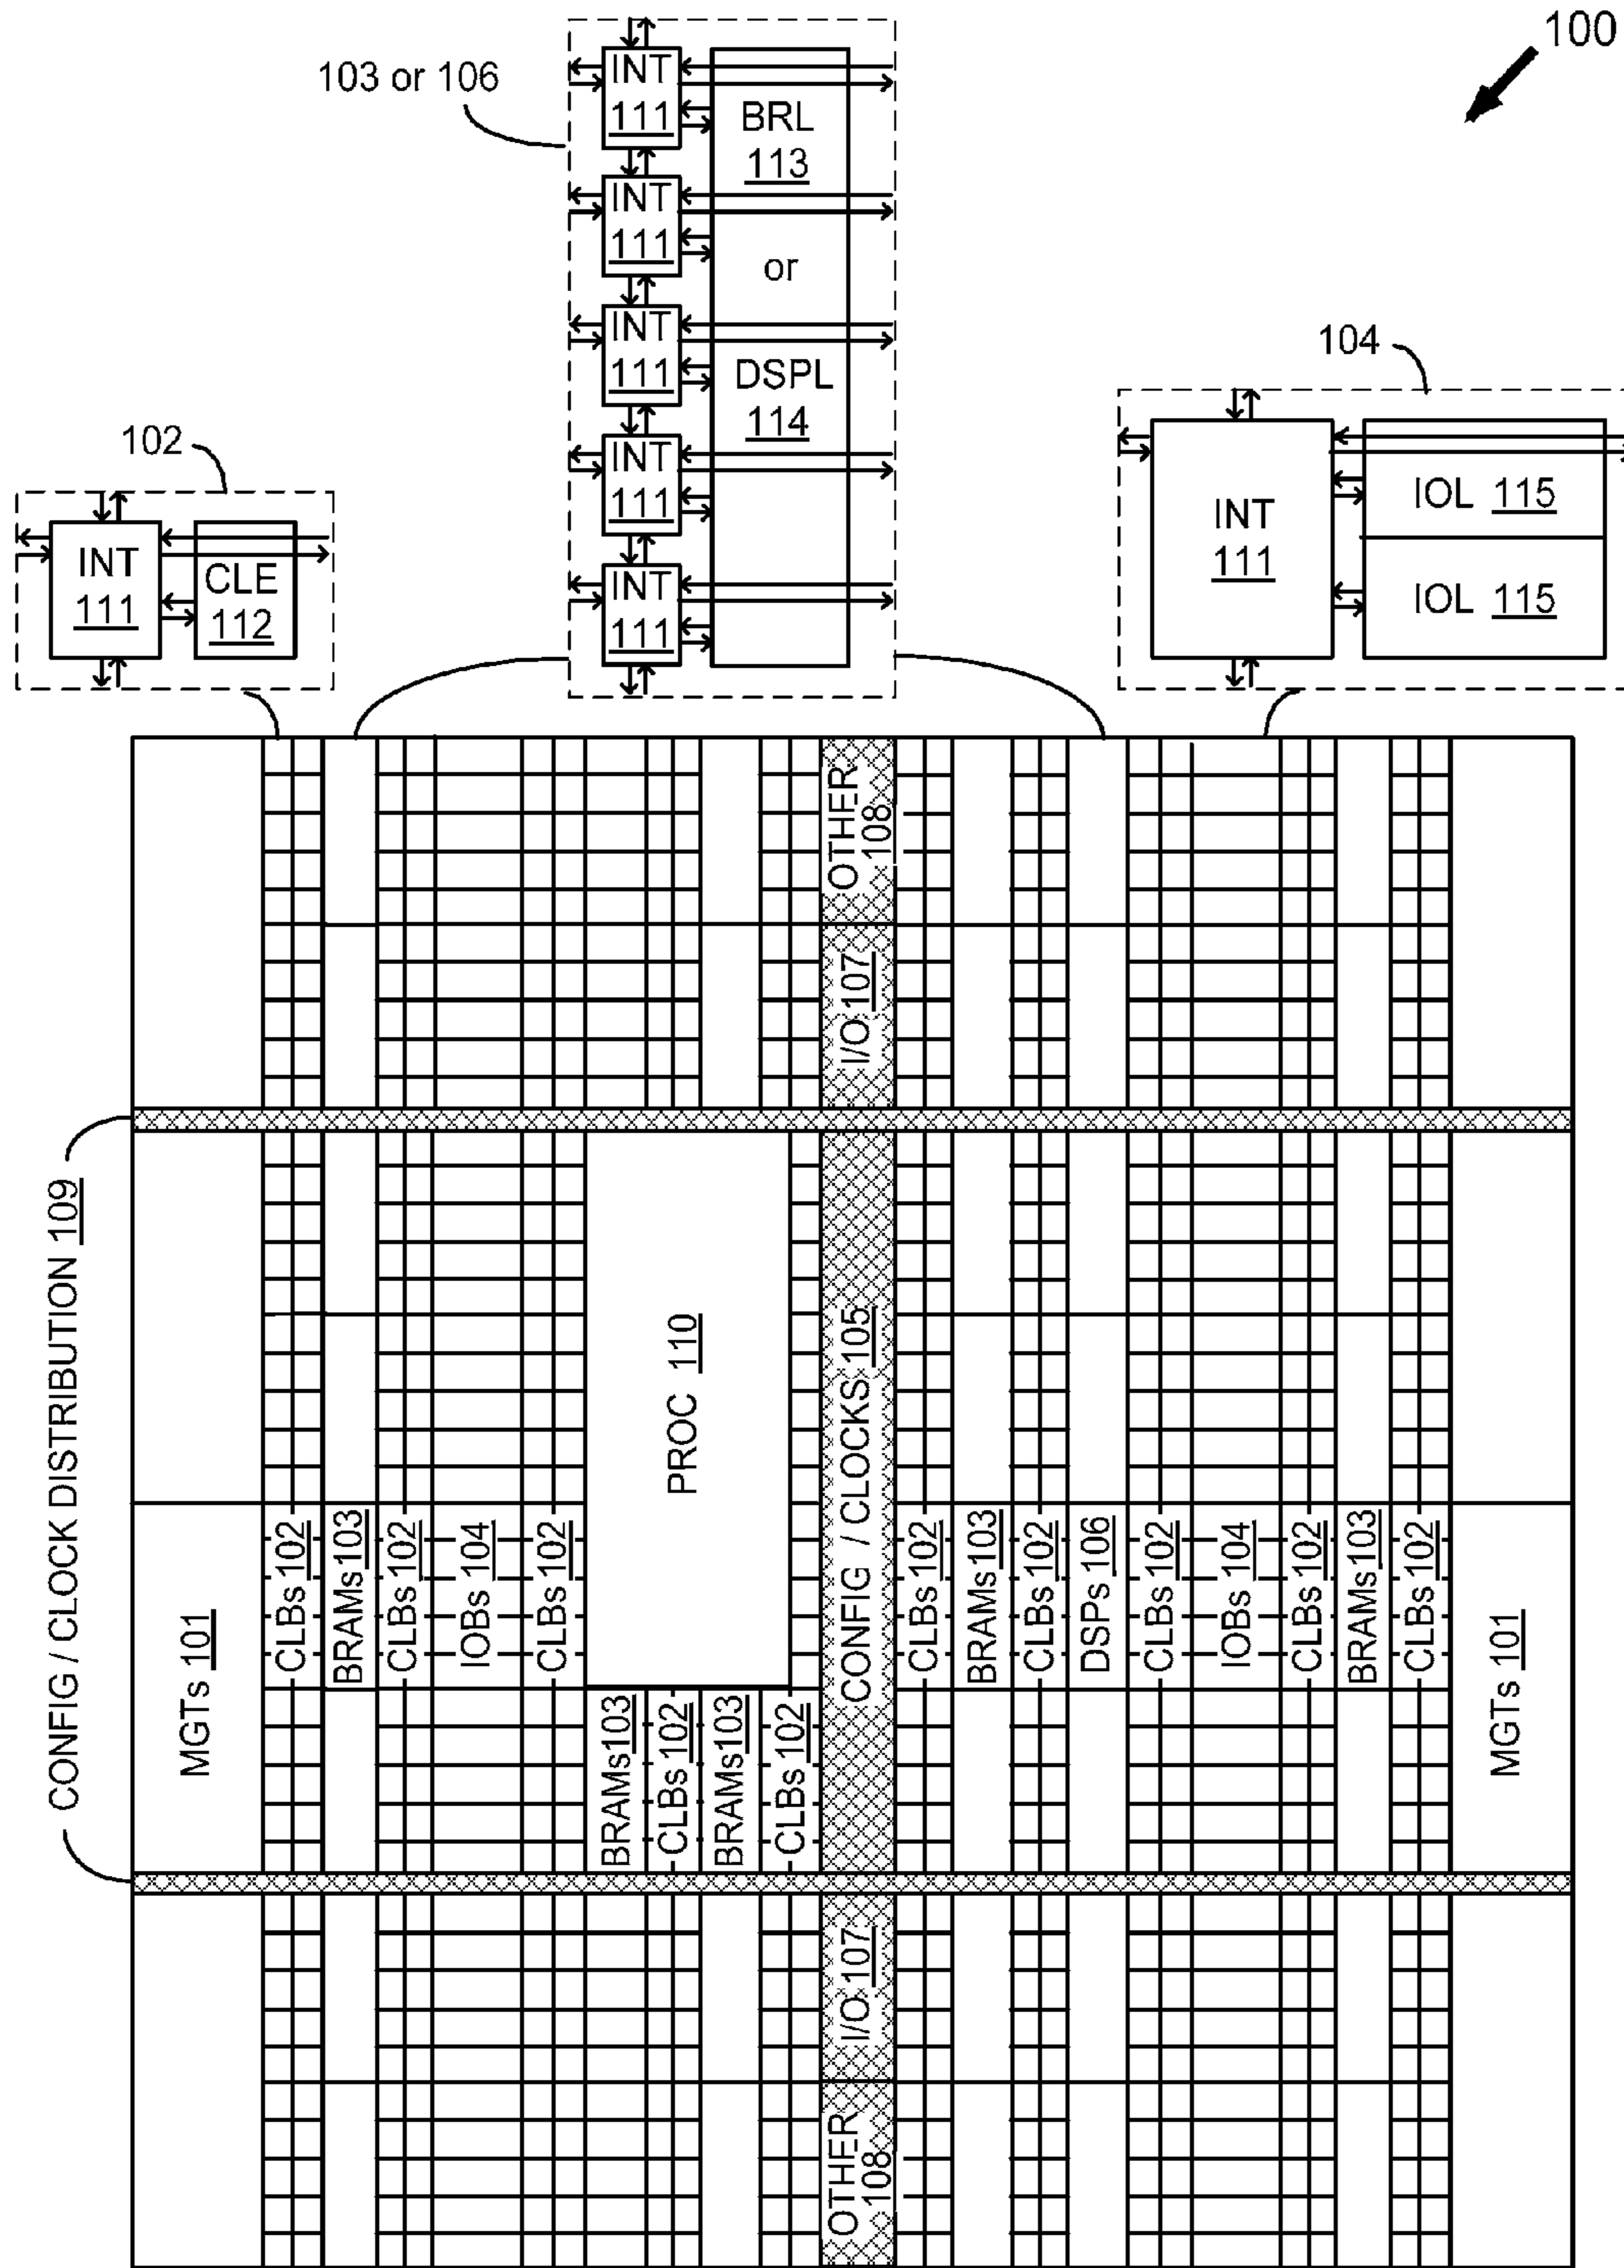 100
103 or 106
INT
111
INT
111
INT
111
INT
111
INT
111
BRL
113
or
DSPL
114
104
INT
111
IOL 115
IOL 115
102
INT
111
CLE
112
OTHER
108
I/O 107
CONFIG / CLOCK DISTRIBUTION 109
PROC 110
CONFIG / CLOCKS 105
MGTs 101
CLBs 102
BRAMs 103
CLBs 102
IOBs 104
CLBs 102
BRAMs 103
CLBs 102
BRAMs 103
CLBs 102
CLBs 102
BRAMs 103
CLBs 102
DSPs 106
CLBs 102
IOBs 104
CLBs 102
BRAMs 103
CLBs 102
MGTs 101
I/O 107
OTHER
108